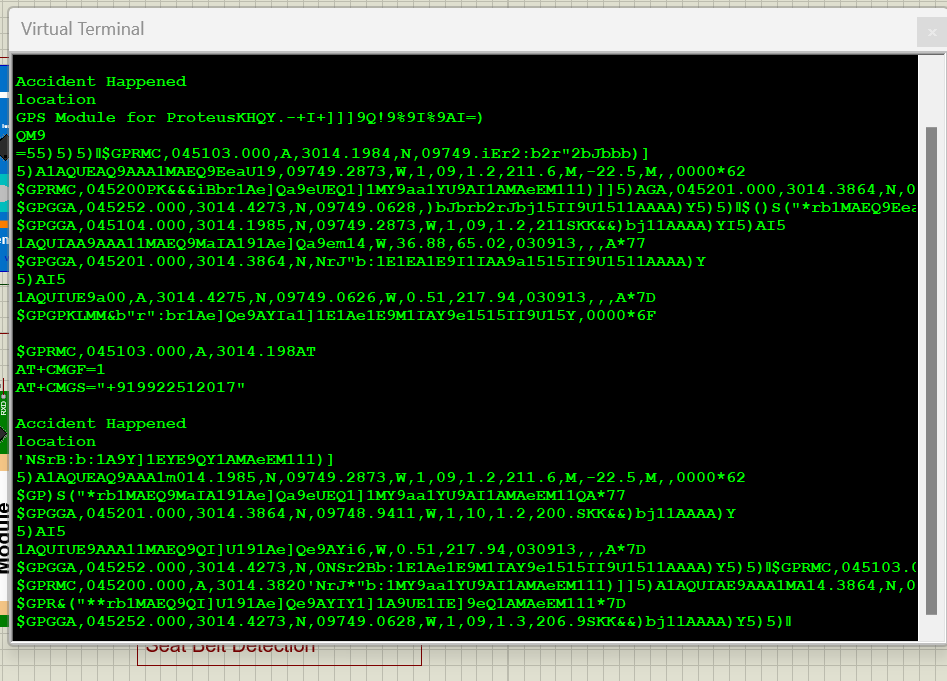 Virtual Terminal
Accident Happened
location
GPS Module for ProteusKHQY.-+I+]]]9Q!9%9I%9AI=)
QM9
=55)5)5)▯$GPRMC,045103.000,A,3014.1984,N,09749.iEr2:b2r"2bJbbb)]
5)A1AQUEAQ9AAA1MAEQ9EeaU19,09749.2873,W,1,09,1.2,211.6,M,-22.5,M,,0000*62
$GPRMC,045200PK&&&iBbr1Ae]Qa9eUEQ1]1MY9aa1YU9AI1AMAeEM111)]]5)AGA,045201.000,3014.3864,N,0
$GPGGA,045252.000,3014.4273,N,09749.0628,)bJbrb2rJbj15II9U1511AAAA)Y5)5)▯$()S("*rb1MAEQ9Eea
$GPGGA,045104.000,3014.1985,N,09749.2873,W,1,09,1.2,211SKK&&)bj11AAAA)YI5)AI5
1AQUIAA9AAA11MAEQ9MaIA191Ae]Qa9em14,W,36.88,65.02,030913,,,A*77
$GPGGA,045201.000,3014.3864,N,NrJ"b:1E1EA1E9I1IAA9a1515II9U1511AAAA)Y
5)AI5
1AQUIUE9a00,A,3014.4275,N,09749.0626,W,0.51,217.94,030913,,,A*7D
$GPGPKLMM&b"r":br1Ae]Qe9AYIa1]1E1Ae1E9M1IAY9e1515II9U15Y,0000*6F
$GPRMC,045103.000,A,3014.198AT
AT+CMGF=1
AT+CMGS="+919922512017"
Accident Happened
location
'NSrB:b:1A9Y]1EYE9QY1AMAeEM111)]
5)A1AQUEAQ9AAA1m014.1985,N,09749.2873,W,1,09,1.2,211.6,M,-22.5,M,,0000*62
$GP)S("*rb1MAEQ9MaIA191Ae]Qa9eUEQ1]1MY9aa1YU9AI1AMAeEM11QA*77
$GPGGA,045201.000,3014.3864,N,09748.9411,W,1,10,1.2,200.SKK&&)bj11AAAA)Y
5)AI5
1AQUIUE9AAA11MAEQ9QI]U191Ae]Qe9AYi6,W,0.51,217.94,030913,,,A*7D
$GPGGA,045252.000,3014.4273,N,0NSr2Bb:1E1Ae1E9M1IAY9e1515II9U1511AAAA)Y5)5)▯$GPRMC,045103.0
$GPRMC,045200.000,A,3014.3820'NrJ*"b:1MY9aa1YU9AI1AMAeEM111)]]5)A1AQUIAE9AAA1MA14.3864,N,0
$GPR&("**rb1MAEQ9QI]U191Ae]Qe9AYIY1]1A9UE1IE]9eQ1AMAeEM111*7D
$GPGGA,045252.000,3014.4273,N,09749.0628,W,1,09,1.3,206.9SKK&&)bj11AAAA)Y5)5)▯
RXD
Module
Seat Belt Detection